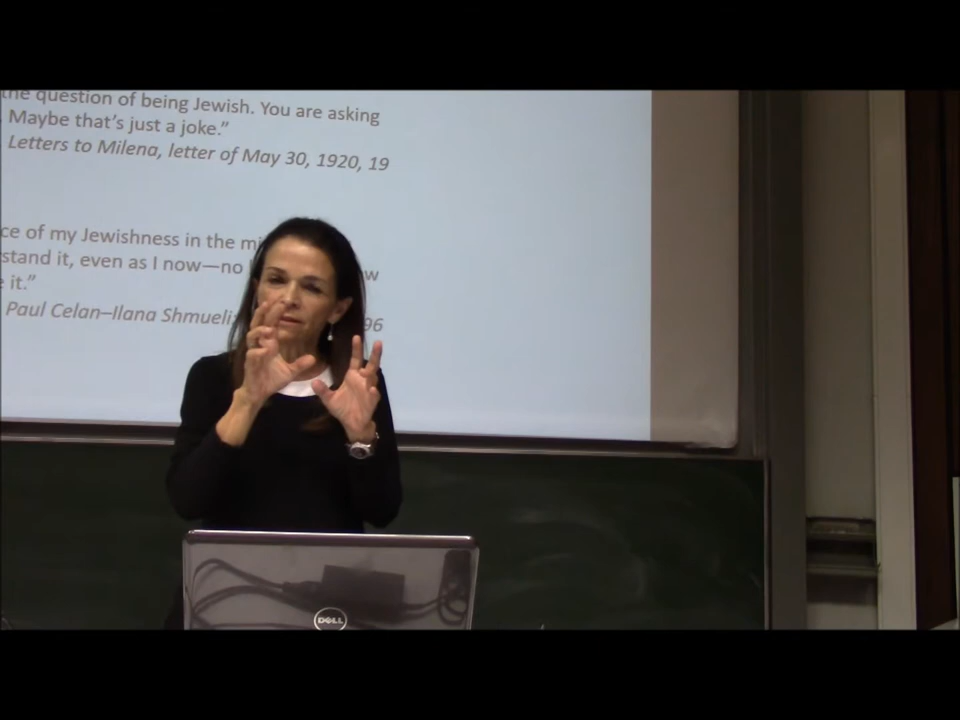 the question of being Jewish. You are asking
Maybe that's just a joke."
Letters to Milena, letter of May 30, 1920, 19
ce of my Jewishness in the mi
stand it, even as I now—no
w
it."
Paul Celan–Ilana Shmueli
96
DELL